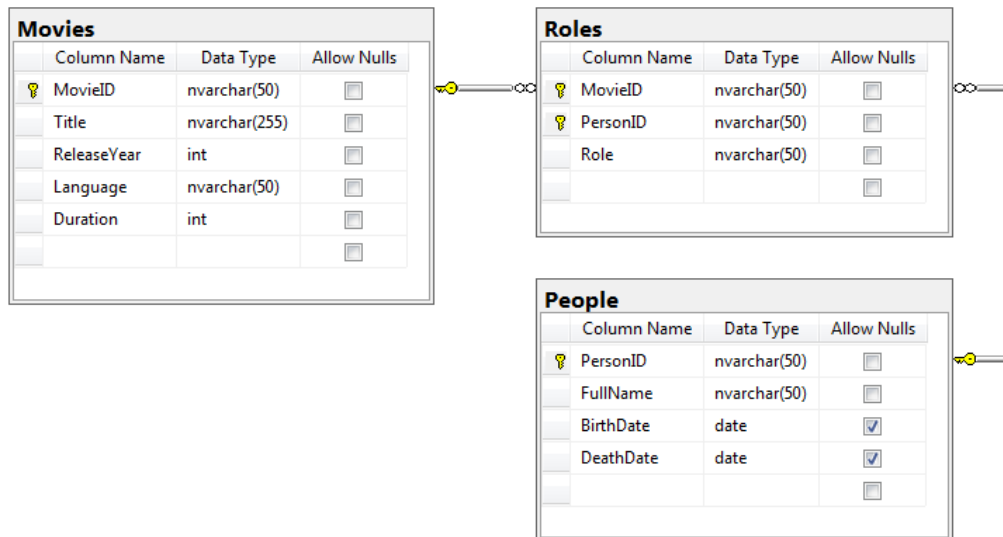 Movies
Column Name Data Type Allow Nulls
MovieID nvarchar(50)
Title nvarchar(255)
ReleaseYear int
Language nvarchar(50)
Duration int
Roles
Column Name Data Type Allow Nulls
MovieID nvarchar(50)
PersonID nvarchar(50)
Role nvarchar(50)
People
Column Name Data Type Allow Nulls
PersonID nvarchar(50)
FullName nvarchar(50)
BirthDate date
DeathDate date